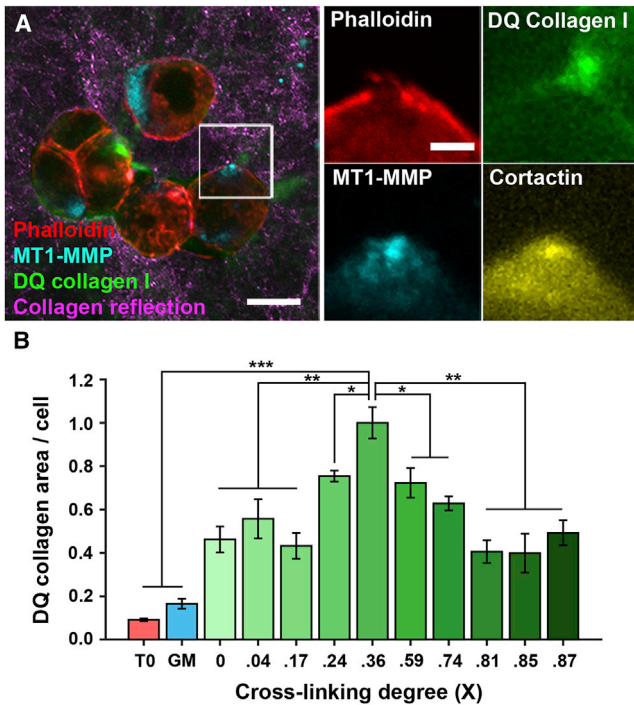 A
Phalloidin
MT1-MMP
DQ collagen I
Collagen reflection
Phalloidin
DQ Collagen I
MT1-MMP
Cortactin
B
***
**
*
*
**
DQ collagen area / cell
1.2
1.0
0.8
0.6
0.4
0.2
0.0
T0 GM 0 .04 .17 .24 .36 .59 .74 .81 .85 .87
Cross-linking degree (X)